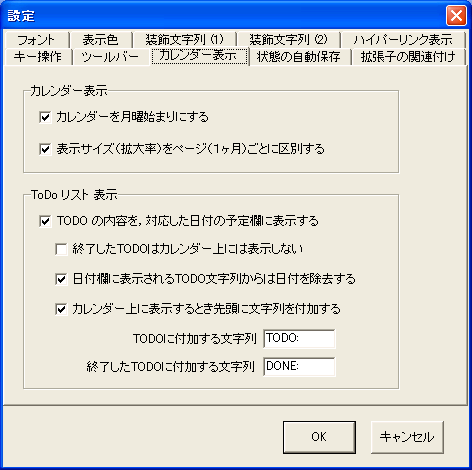 設定
フォント 表示色 装飾文字列(1) 装飾文字列(2) ハイパーリンク表示
キー操作 ツールバー カレンダー表示 状態の自動保存 拡張子の関連付け
カレンダー表示
カレンダーを月曜始まりにする
表示サイズ(拡大率)をページ(1ヶ月)ごとに区別する
ToDoリスト 表示
TODO の内容を, 対応した日付の予定欄に表示する
終了したTODOはカレンダー上には表示しない
日付欄に表示されるTODO文字列からは日付を除去する
カレンダー上に表示するとき先頭に文字列を付加する
TODOに付加する文字列 TODO:
終了したTODOに付加する文字列 DONE:
OK キャンセル